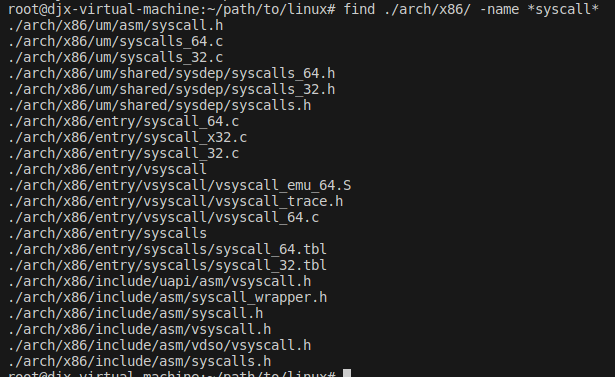 root@djx-virtual-machine:~/path/to/linux# find ./arch/x86/ -name *syscall*
./arch/x86/um/asm/syscall.h
./arch/x86/um/syscalls_64.c
./arch/x86/um/syscalls_32.c
./arch/x86/um/shared/sysdep/syscalls_64.h
./arch/x86/um/shared/sysdep/syscalls_32.h
./arch/x86/um/shared/sysdep/syscalls.h
./arch/x86/entry/syscall_64.c
./arch/x86/entry/syscall_x32.c
./arch/x86/entry/syscall_32.c
./arch/x86/entry/vsyscall
./arch/x86/entry/vsyscall/vsyscall_emu_64.S
./arch/x86/entry/vsyscall/vsyscall_trace.h
./arch/x86/entry/vsyscall/vsyscall_64.c
./arch/x86/entry/syscalls
./arch/x86/entry/syscalls/syscall_64.tbl
./arch/x86/entry/syscalls/syscall_32.tbl
./arch/x86/include/uapi/asm/vsyscall.h
./arch/x86/include/asm/syscall_wrapper.h
./arch/x86/include/asm/syscall.h
./arch/x86/include/asm/vsyscall.h
./arch/x86/include/asm/vdso/vsyscall.h
./arch/x86/include/asm/syscalls.h
root@djx-virtual-machine:~/path/to/linux#